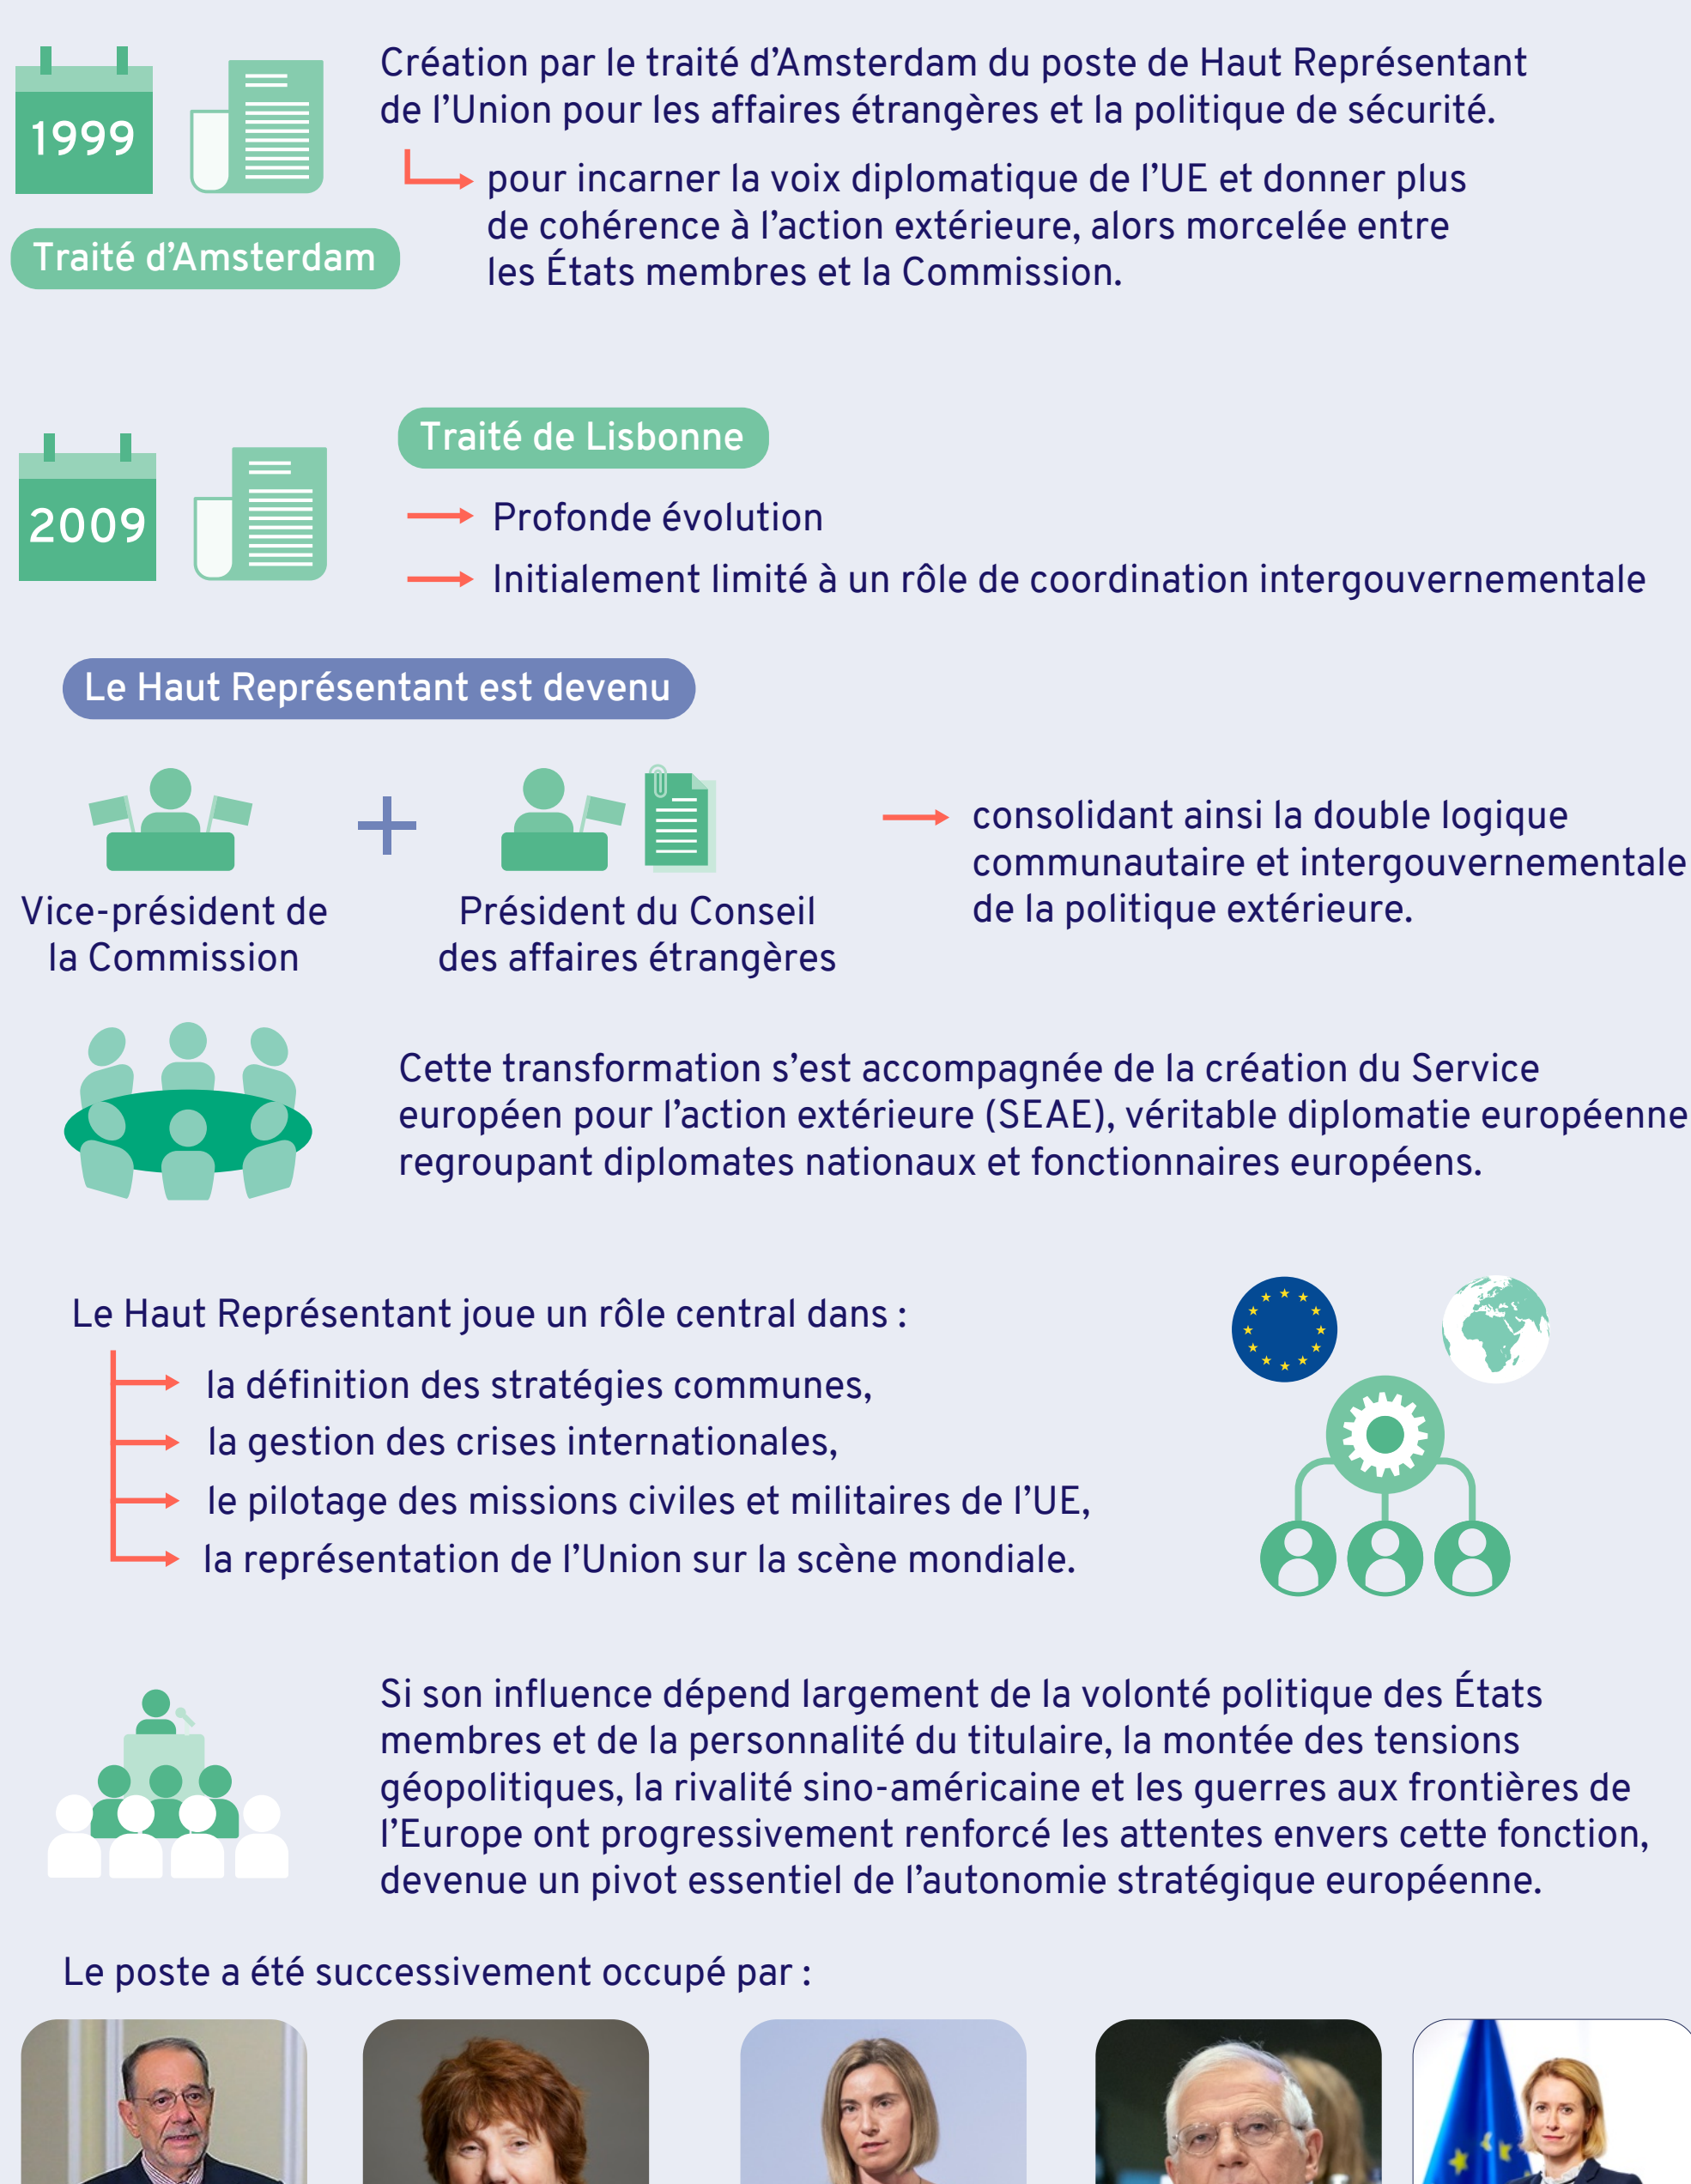 1999
Traité d’Amsterdam
Création par le traité d’Amsterdam du poste de Haut Représentant
de l’Union pour les affaires étrangères et la politique de sécurité.
pour incarner la voix diplomatique de l’UE et donner plus
de cohérence à l’action extérieure, alors morcelée entre
les États membres et la Commission.
2009
Traité de Lisbonne
Profonde évolution
Initialement limité à un rôle de coordination intergouvernementale
Le Haut Représentant est devenu
Vice-président de
la Commission
Président du Conseil
des affaires étrangères
consolidant ainsi la double logique
communautaire et intergouvernementale
de la politique extérieure.
Cette transformation s’est accompagnée de la création du Service
européen pour l’action extérieure (SEAE), véritable diplomatie européenne
regroupant diplomates nationaux et fonctionnaires européens.
Le Haut Représentant joue un rôle central dans :
la définition des stratégies communes,
la gestion des crises internationales,
le pilotage des missions civiles et militaires de l’UE,
la représentation de l’Union sur la scène mondiale.
Si son influence dépend largement de la volonté politique des États
membres et de la personnalité du titulaire, la montée des tensions
géopolitiques, la rivalité sino-américaine et les guerres aux frontières de
l’Europe ont progressivement renforcé les attentes envers cette fonction,
devenue un pivot essentiel de l’autonomie stratégique européenne.
Le poste a été successivement occupé par :